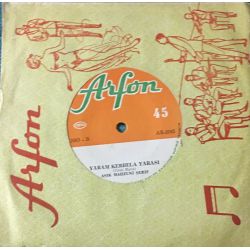 Arfon
Arfon
45
YARAM KERBELA YARASI
AŞIK MAHZUNİ ŞERİF